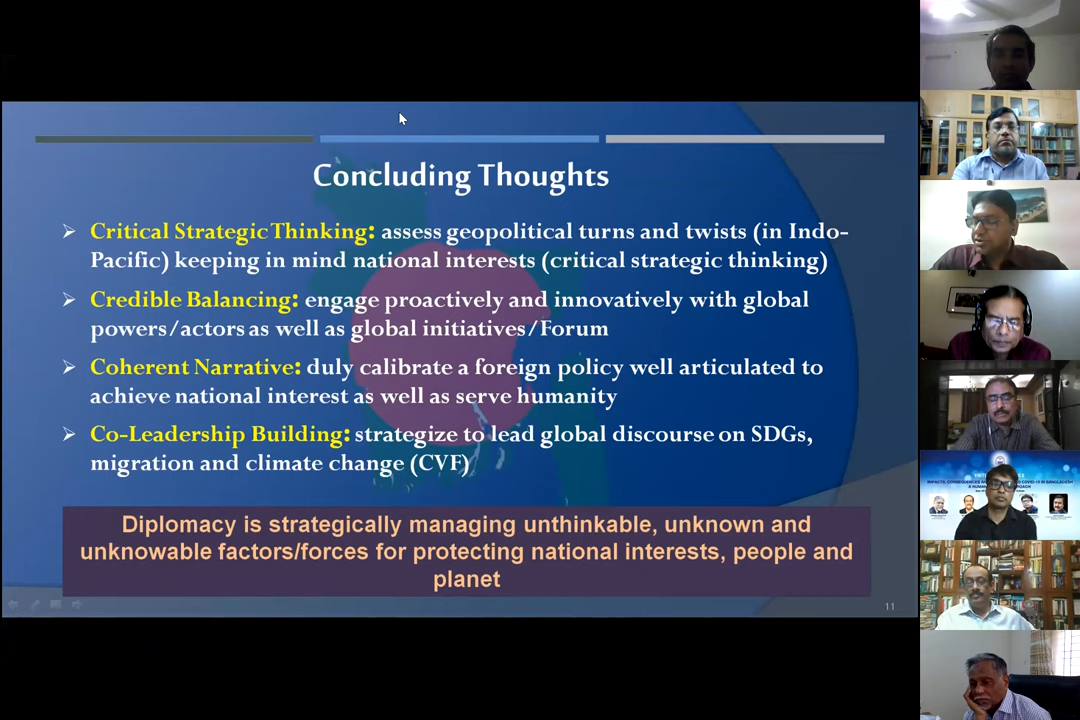 Concluding Thoughts
➢ Critical Strategic Thinking: assess geopolitical turns and twists (in Indo-
Pacific) keeping in mind national interests (critical strategic thinking)
➢ Credible Balancing: engage proactively and innovatively with global
powers/actors as well as global initiatives/Forum
➢ Coherent Narrative: duly calibrate a foreign policy well articulated to
achieve national interest as well as serve humanity
➢ Co-Leadership Building: strategize to lead global discourse on SDGs,
migration and climate change (CVF)
Diplomacy is strategically managing unthinkable, unknown and
unknowable factors/forces for protecting national interests, people and
planet
11